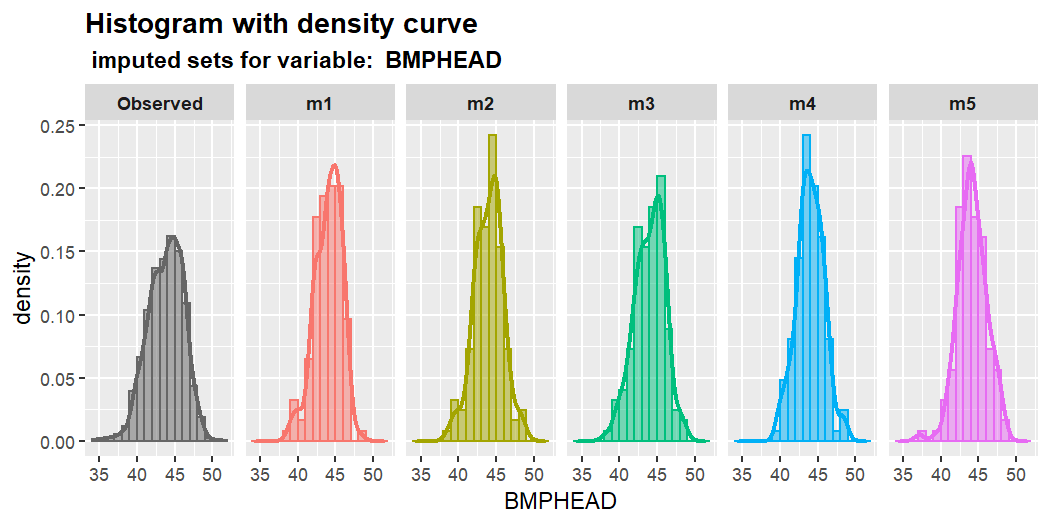 Histogram with density curve
imputed sets for variable: BMPHEAD
Observed m1 m2 m3 m4 m5
density
0.25
0.20
0.15
0.10
0.05
0.00
35 40 45 50 35 40 45 50 35 40 45 50 35 40 45 50 35 40 45 50 35 40 45 50
BMPHEAD